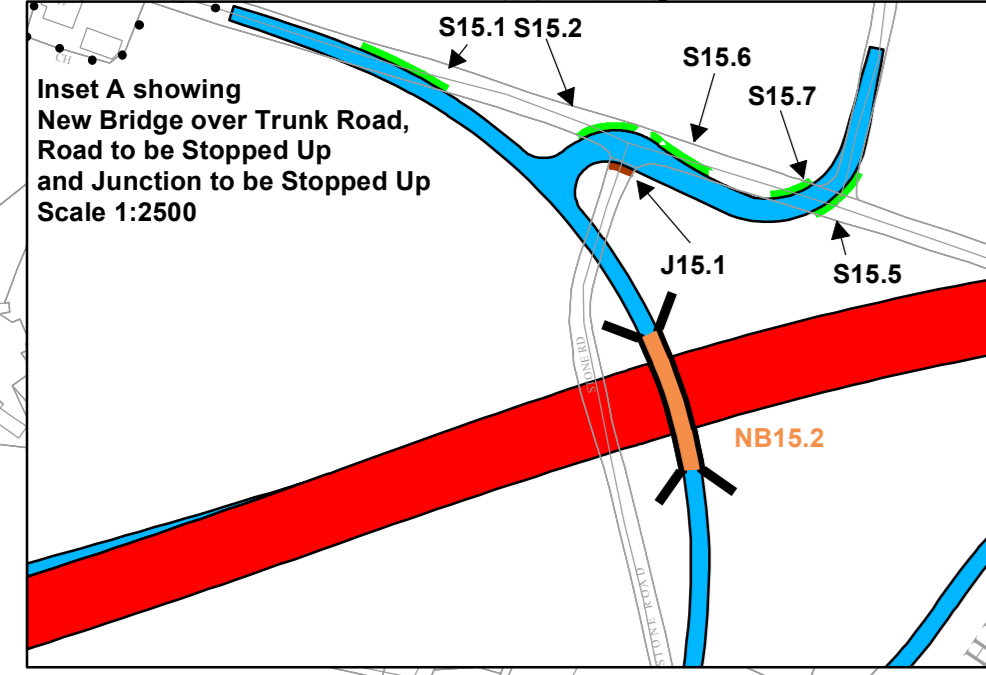 S15.1 S15.2
S15.6
CH
Inset A showing
New Bridge over Trunk Road,
Road to be Stopped Up
and Junction to be Stopped Up
Scale 1:2500
S15.7
J15.1
S15.5
STONE RD
NB15.2
STONE ROAD
H